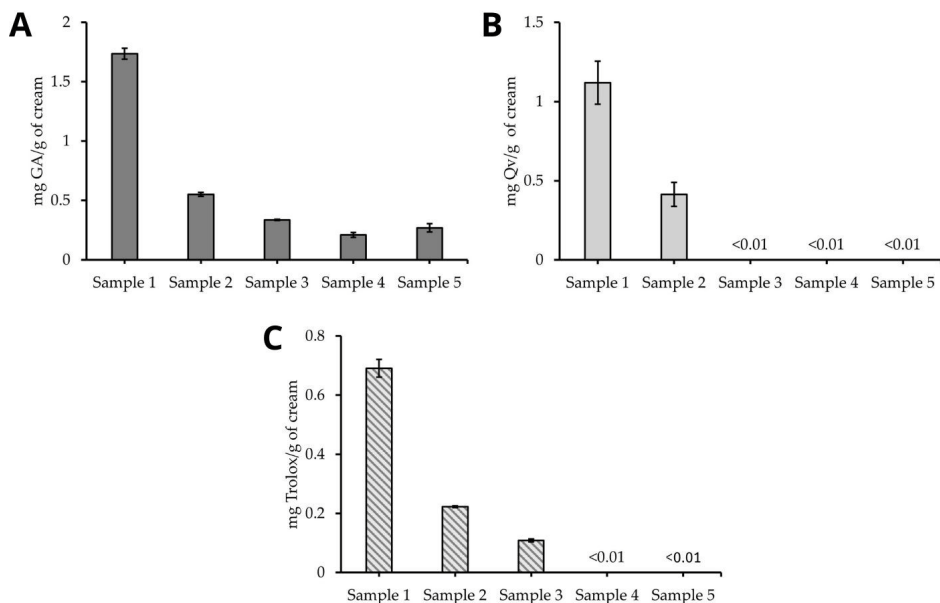 A
mg GA/g of cream
2
1.5
1
0.5
0
Sample 1 Sample 2 Sample 3 Sample 4 Sample 5
B
mg Qv/g of cream
1.5
1
0.5
0
<0.01 <0.01 <0.01
Sample 1 Sample 2 Sample 3 Sample 4 Sample 5
C
mg Trolox/g of cream
0.8
0.6
0.4
0.2
0
<0.01 <0.01
Sample 1 Sample 2 Sample 3 Sample 4 Sample 5